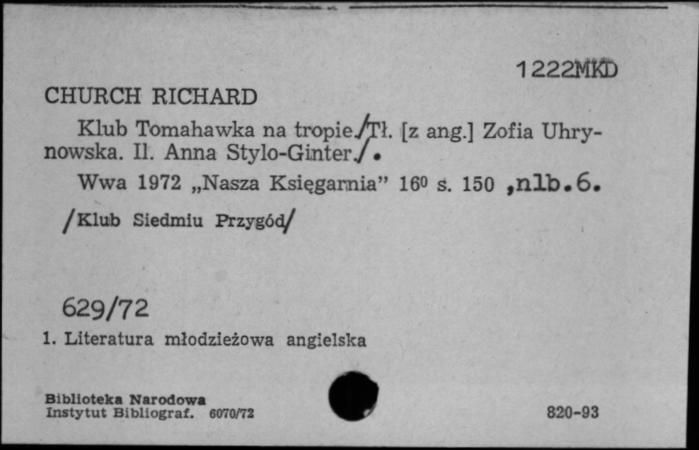 1222MKD
CHURCH RICHARD
Klub Tomahawka na tropie./Tł. [z ang.] Zofia Uhry-
nowska. Il. Anna Stylo-Ginter./.
Wwa 1972 „Nasza Księgarnia” 16⁰ s. 150 ,nlb.6.
/Klub Siedmiu Przygód/
629/72
1. Literatura młodzieżowa angielska
Biblioteka Narodowa
Instytut Bibliograf. 6070/72
820-93